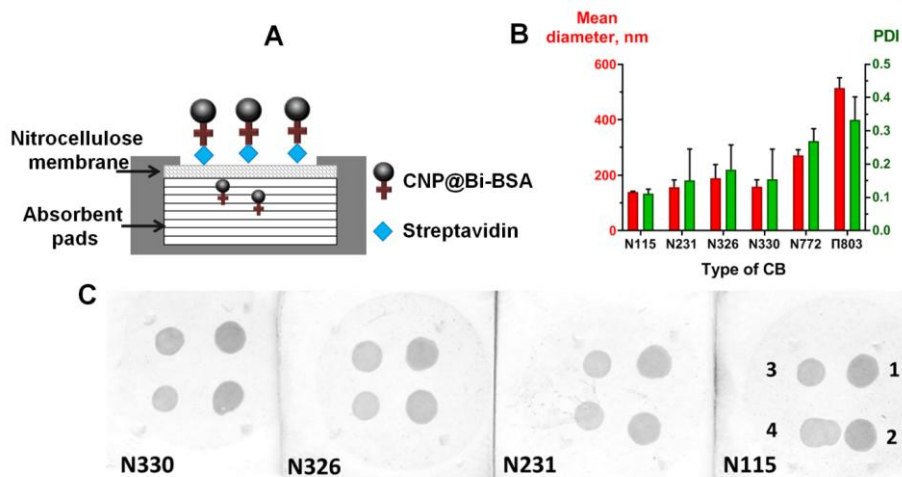 A
Nitrocellulose
membrane
Absorbent
pads
CNP@Bi-BSA
Streptavidin
B
Mean
diameter, nm
PDI
600
400
200
0
0.5
0.4
0.3
0.2
0.1
0.0
N115 N231 N326 N330 N772 П803
Type of CB
C
N330
N326
N231
3 1
4 2
N115